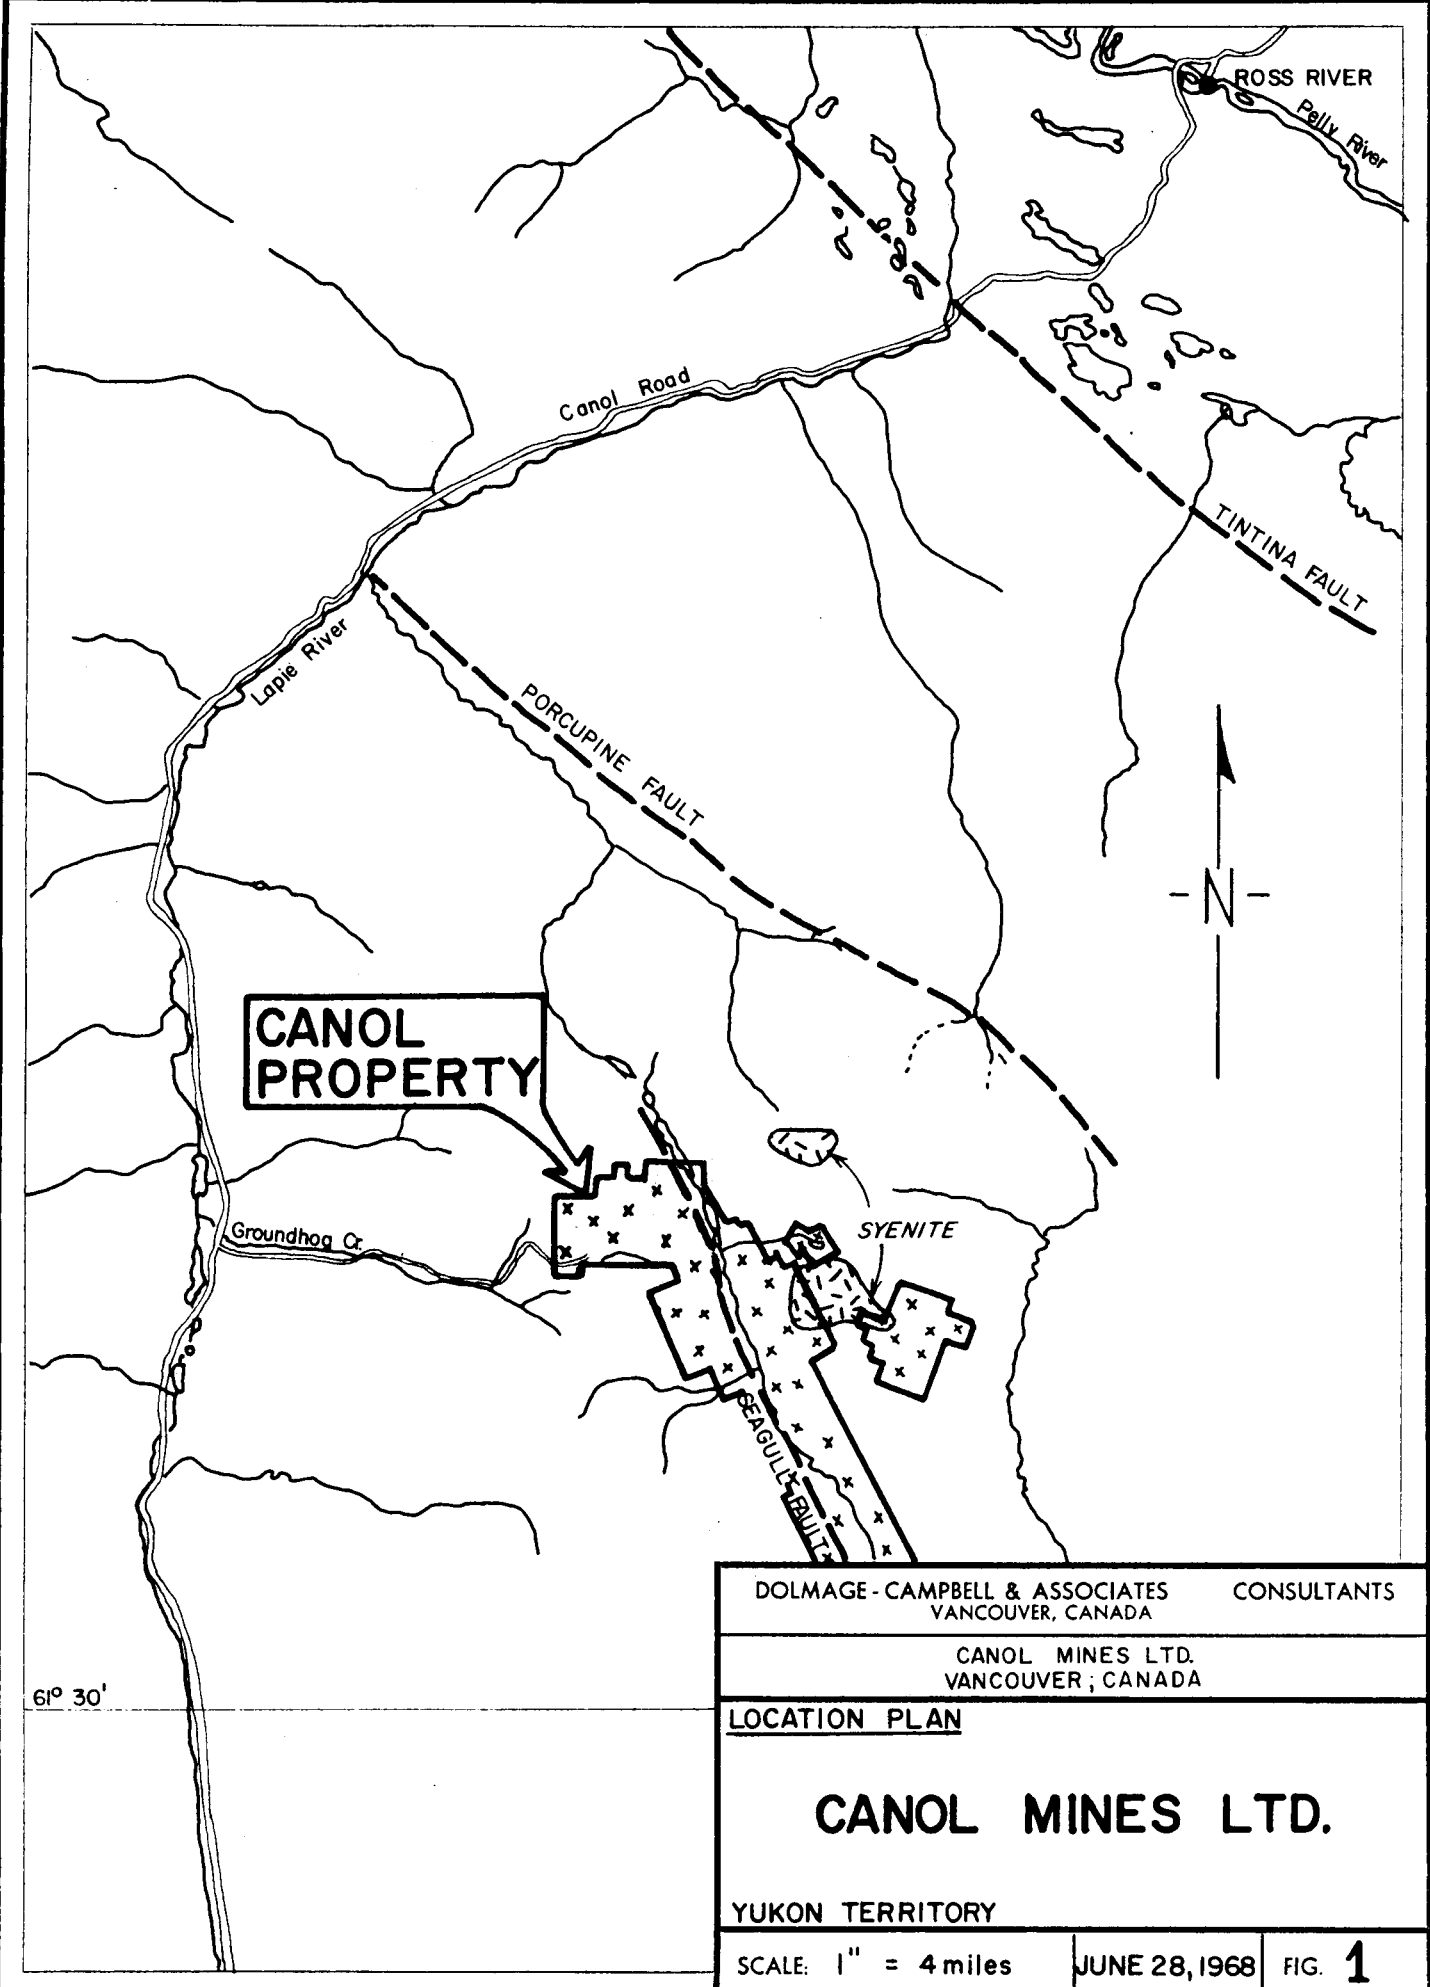 ROSS RIVER
Pelly River
Canol Road
TINTINA FAULT
Lapie River
PORCUPINE FAULT
-N-
CANOL
PROPERTY
SYENITE
Groundhog Cr.
SEAGULL FAULT
61° 30'
DOLMAGE-CAMPBELL & ASSOCIATES CONSULTANTS
VANCOUVER, CANADA
CANOL MINES LTD.
VANCOUVER; CANADA
LOCATION PLAN
CANOL MINES LTD.
YUKON TERRITORY
SCALE: 1" = 4 miles JUNE 28, 1968 FIG. 1